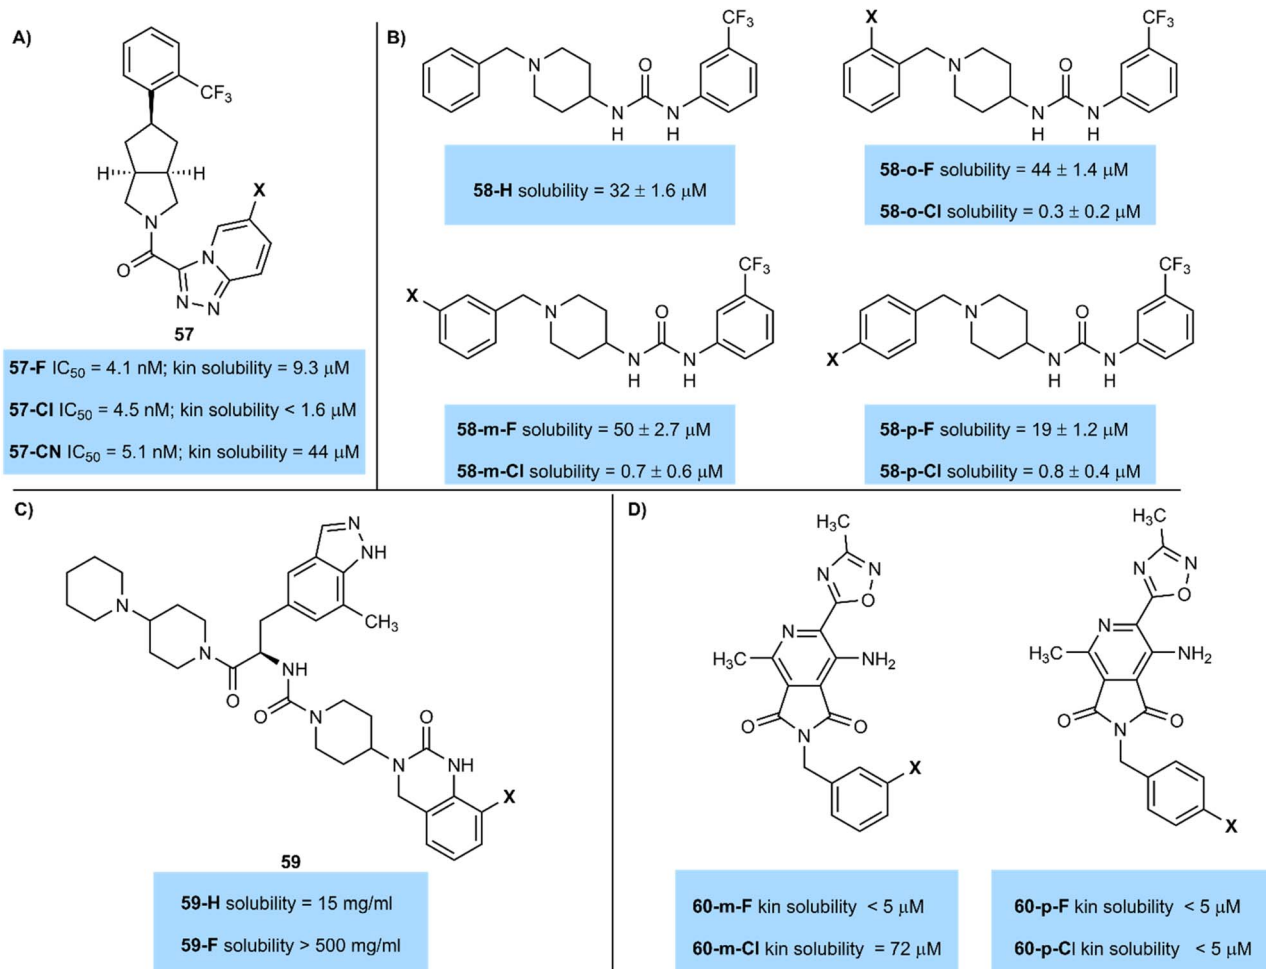 A)
CF₃
H
H
X
N
O
N
N
N
57
57-F IC₅₀ = 4.1 nM; kin solubility = 9.3 µM
57-Cl IC₅₀ = 4.5 nM; kin solubility < 1.6 µM
57-CN IC₅₀ = 5.1 nM; kin solubility = 44 µM
B)
CF₃
N
O
N
N
H
H
58-H solubility = 32 ± 1.6 µM
X
CF₃
N
O
N
N
H
H
58-o-F solubility = 44 ± 1.4 µM
58-o-Cl solubility = 0.3 ± 0.2 µM
CF₃
X
N
O
N
N
H
H
58-m-F solubility = 50 ± 2.7 µM
58-m-Cl solubility = 0.7 ± 0.6 µM
CF₃
N
O
X
N
N
H
H
58-p-F solubility = 19 ± 1.2 µM
58-p-Cl solubility = 0.8 ± 0.4 µM
C)
N
NH
N
CH₃
N
O
NH
O
N
O
N
NH
X
59
59-H solubility = 15 mg/ml
59-F solubility > 500 mg/ml
D)
H₃C
N
N
O
N
H₃C
NH₂
O
O
N
X
60-m-F kin solubility < 5 µM
60-m-Cl kin solubility = 72 µM
H₃C
N
N
O
N
H₃C
NH₂
O
O
N
X
60-p-F kin solubility < 5 µM
60-p-Cl kin solubility < 5 µM